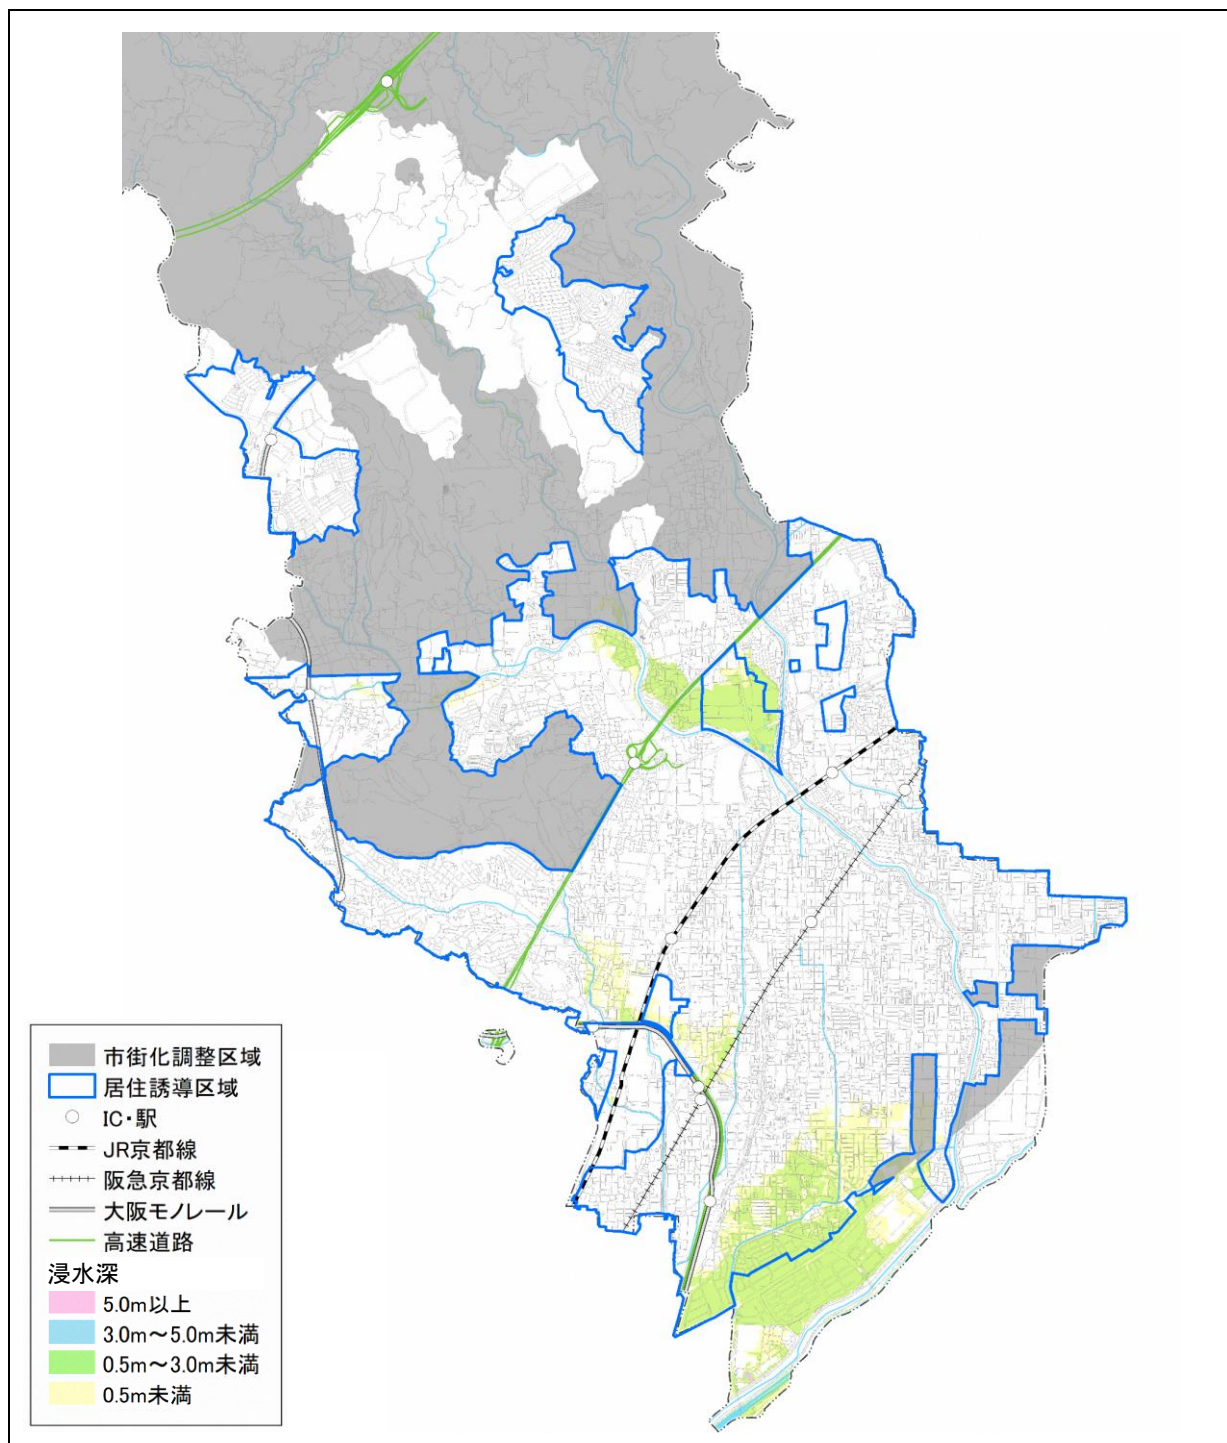 市街化調整区域
居住誘導区域
IC・駅
JR京都線
阪急京都線
大阪モノレール
高速道路
浸水深
5.0m以上
3.0m～5.0m未満
0.5m～3.0m未満
0.5m未満